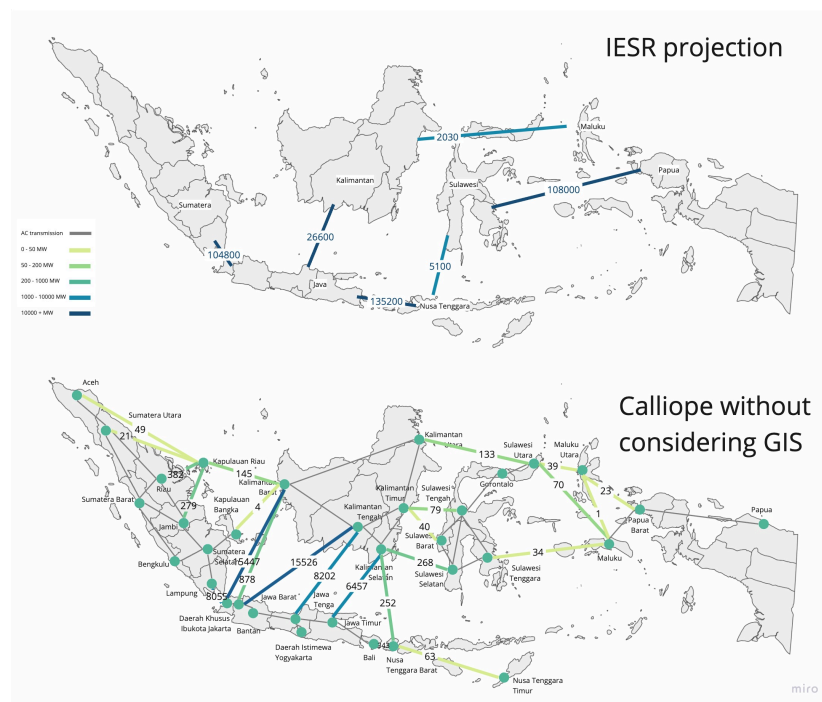 IESR projection
Maluku
2030
Kalimantan
Sulawesi
Papua
108000
Sumatera
AC transmission
0 - 50 MW
50 - 200 MW
200 - 1000 MW
1000 - 10000 MW
10000 + MW
26600
104800
5100
Java
135200
Nusa Tenggara
Aceh
Calliope without
considering GIS
Sumatera Utara
49
21
Kalimantan
Utara
Sulawesi
Utara
Maluku
Utara
133
Kapulauan Riau
39
382
145
Riau
Gorontalo
70
23
Kalimantan
Barat
Kalimantan
Timur
Sulawesi
Tengah
Sumatera Barat
Kapulauan
Bangka
279
4
Kalimantan
Tengah
79
1
Papua
Jambi
40
Papua
Barat
Sulawesi
Barat
Sumatera
Selatan
34
Maluku
Bengkulu
5447
15526
Kalimantan
Selatan
268
Sulawesi
Selatan
Sulawesi
Tenggara
878
8202
6457
Lampung
8055
Jawa Barat
Jawa
Tenga
252
Daerah Khusus
Ibukota Jakarta
Bantan
Jawa Timur
Daerah Istimewa
Yogyakarta
Bali
Nusa
Tenggara Barat
63
Nusa Tenggara
Timur
miro